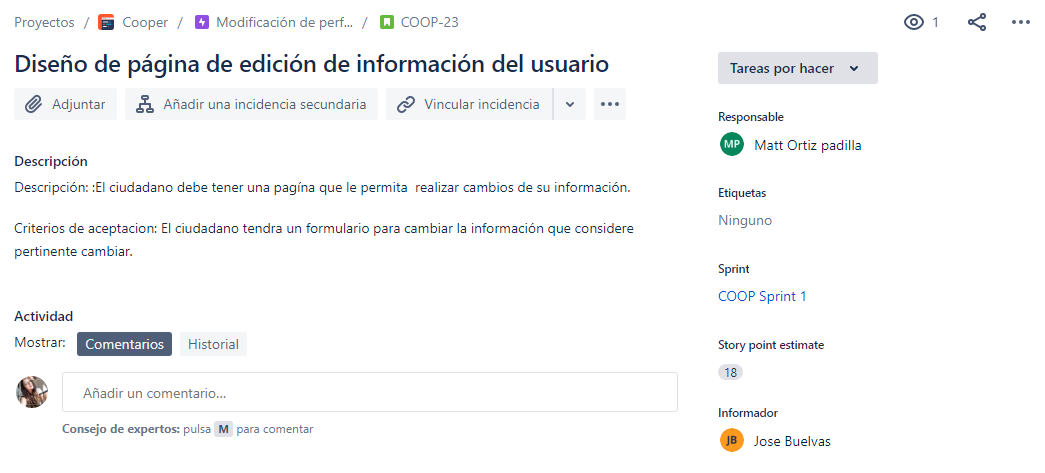 Proyectos / Cooper / Modificación de perf... / COOP-23
1
Diseño de página de edición de información del usuario
Adjuntar
Añadir una incidencia secundaria
Vincular incidencia
Descripción
Descripción: :El ciudadano debe tener una pagína que le permita  realizar cambios de su información.
Criterios de aceptacion: El ciudadano tendra un formulario para cambiar la información que considere
pertinente cambiar.
Actividad
Mostrar: Comentarios Historial
Añadir un comentario...
Consejo de expertos: pulsa M para comentar
Tareas por hacer
Responsable
MP Matt Ortiz padilla
Etiquetas
Ninguno
Sprint
COOP Sprint 1
Story point estimate
18
Informador
JB Jose Buelvas